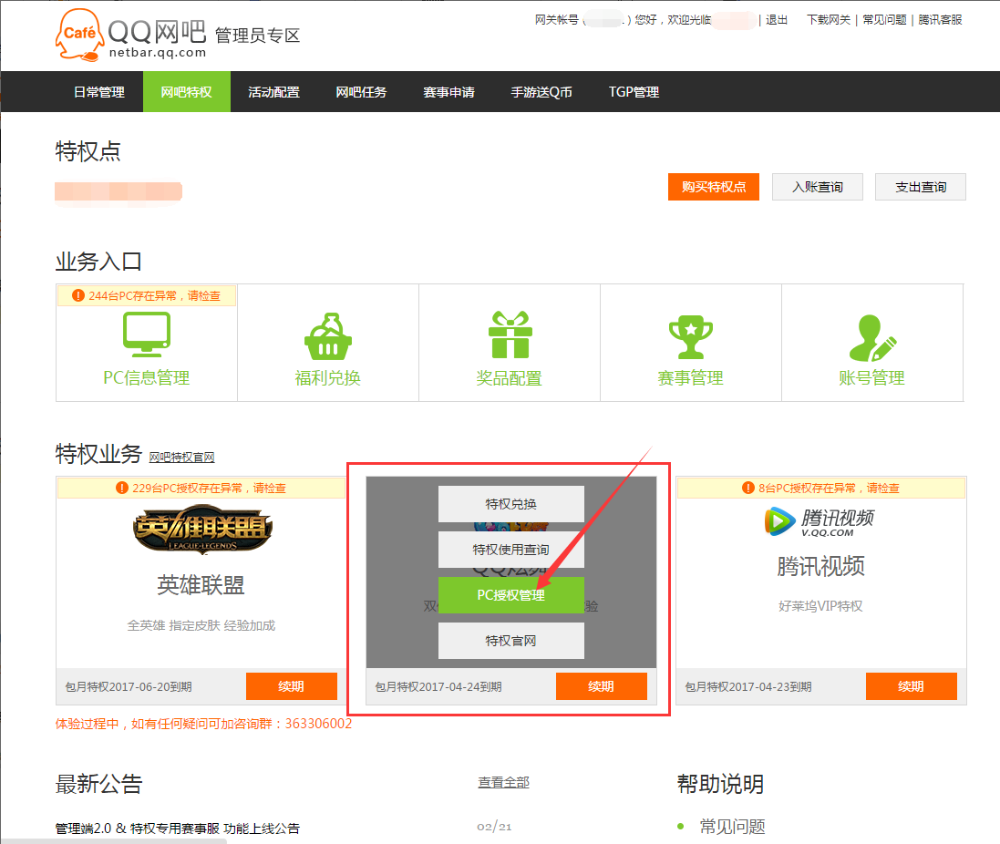 网关帐号（ ）您好，欢迎光临 | 退出 下载网关 | 常见问题 | 腾讯客服
Café QQ网吧 管理员专区
netbar.qq.com
日常管理 网吧特权 活动配置 网吧任务 赛事申请 手游送Q币 TGP管理
特权点
购买特权点 入账查询 支出查询
业务入口
244台PC存在异常，请检查
PC信息管理 福利兑换 奖品配置 赛事管理 账号管理
特权业务 网吧特权官网
229台PC授权存在异常，请检查
英雄联盟
LEAGUE·LEGENDS
英雄联盟
全英雄 指定皮肤 经验加成
包月特权2017-06-20到期 续期
特权兑换
特权使用查询
PC授权管理
双 验
特权官网
包月特权2017-04-24到期 续期
8台PC授权存在异常，请检查
腾讯视频
V.QQ.COM
腾讯视频
好莱坞VIP特权
包月特权2017-04-23到期 续期
体验过程中，如有任何疑问可加咨询群：363306002
最新公告 查看全部 帮助说明
管理端2.0 & 特权专用赛事服 功能上线公告 02/21 常见问题